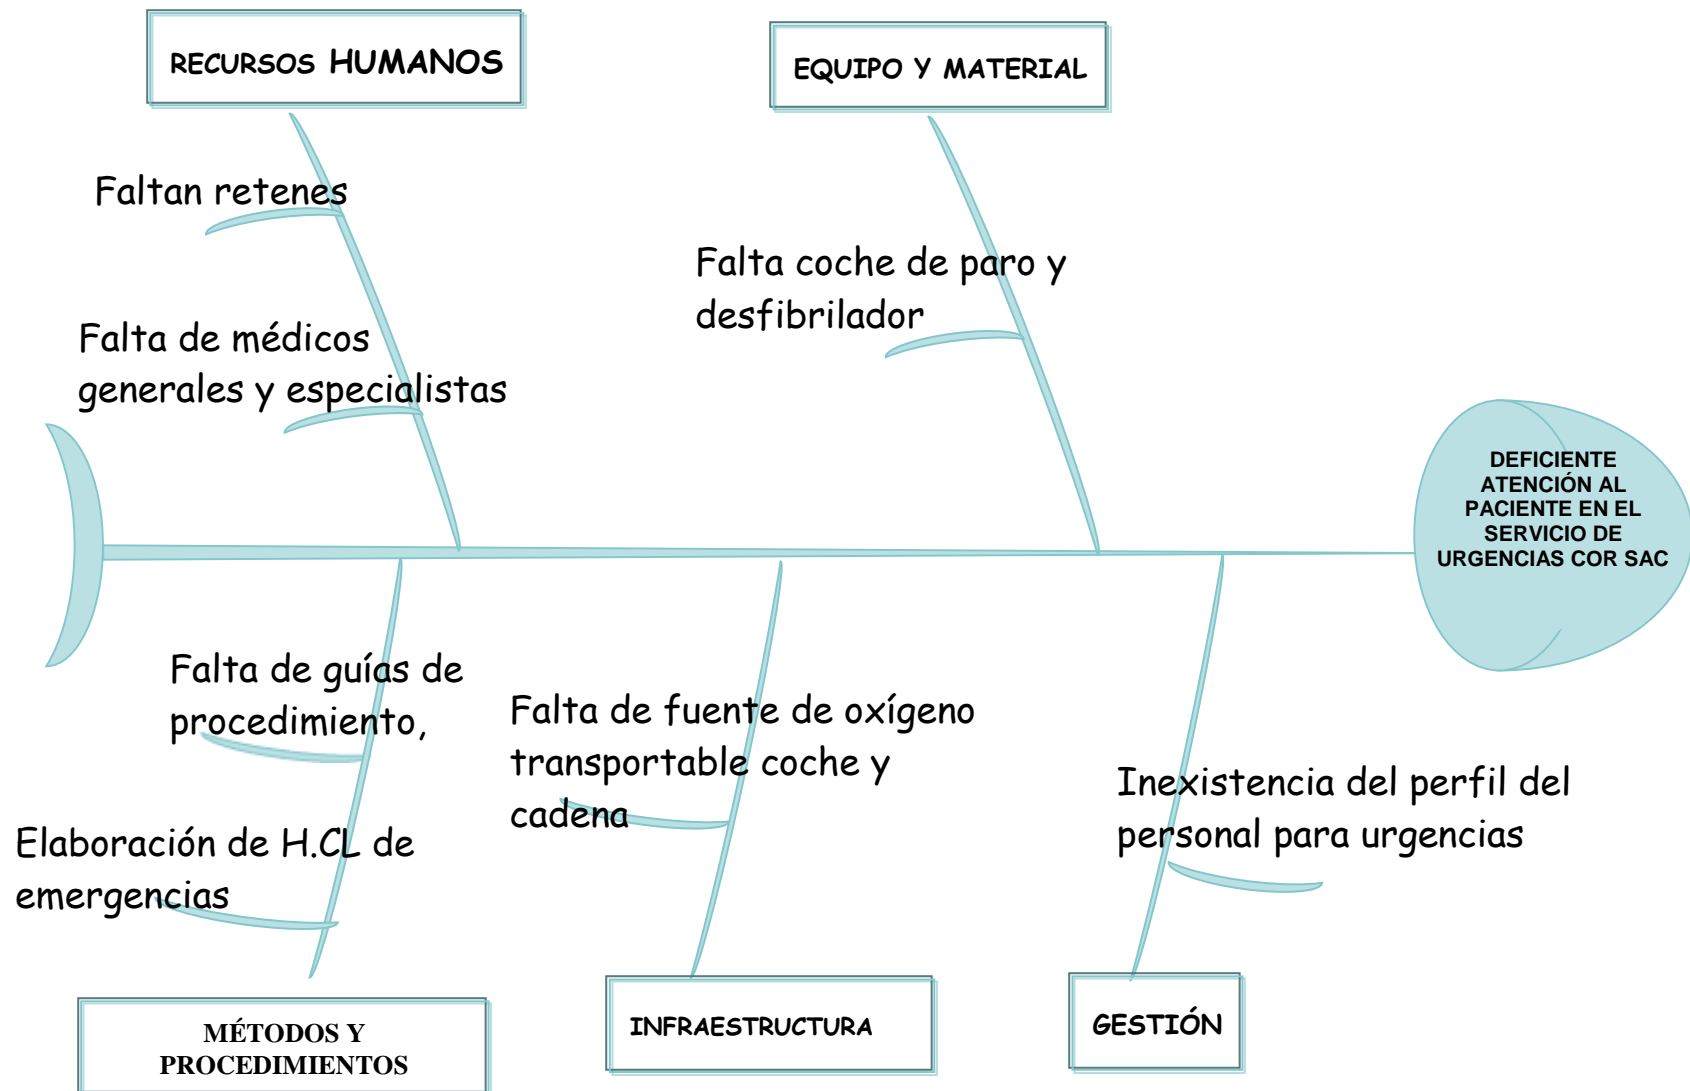 RECURSOS HUMANOS
EQUIPO Y MATERIAL
Faltan retenes
Falta coche de paro y
desfibrilador
Falta de médicos
generales y especialistas
DEFICIENTE
ATENCIÓN AL
PACIENTE EN EL
SERVICIO DE
URGENCIAS COR SAC
Falta de guías de
procedimiento,
Falta de fuente de oxígeno
transportable coche y
cadena
Inexistencia del perfil del
personal para urgencias
Elaboración de H.CL de
emergencias
MÉTODOS Y
PROCEDIMIENTOS
INFRAESTRUCTURA
GESTIÓN